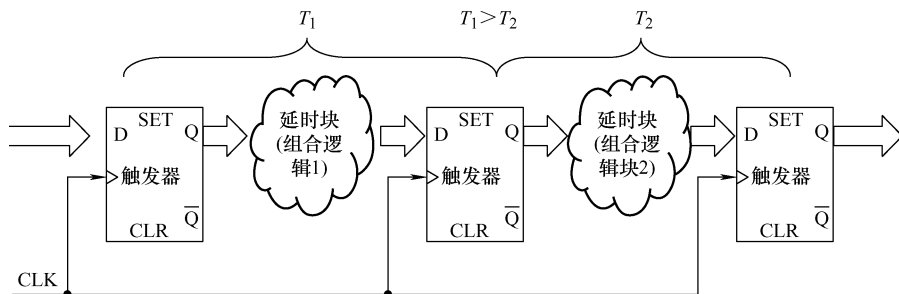 T₁
T₁>T₂
T₂
SET
D
Q
触发器
Q̅
CLR
延时块
(组合逻
辑1)
SET
D
Q
触发器
Q̅
CLR
延时块
(组合逻
辑块2)
SET
D
Q
触发器
Q̅
CLR
CLK